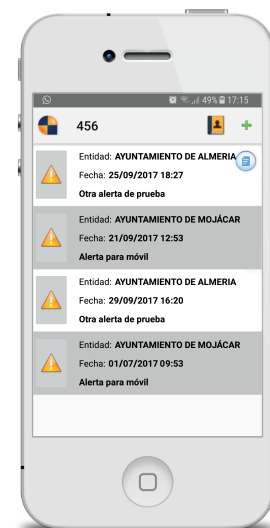 49% 17:15
456
Entidad: AYUNTAMIENTO DE ALMERIA
Fecha: 25/09/2017 18:27
Otra alerta de prueba
Entidad: AYUNTAMIENTO DE MOJÁCAR
Fecha: 21/09/2017 12:53
Alerta para móvil
Entidad: AYUNTAMIENTO DE ALMERIA
Fecha: 29/09/2017 16:20
Otra alerta de prueba
Entidad: AYUNTAMIENTO DE MOJÁCAR
Fecha: 01/07/2017 09:53
Alerta para móvil